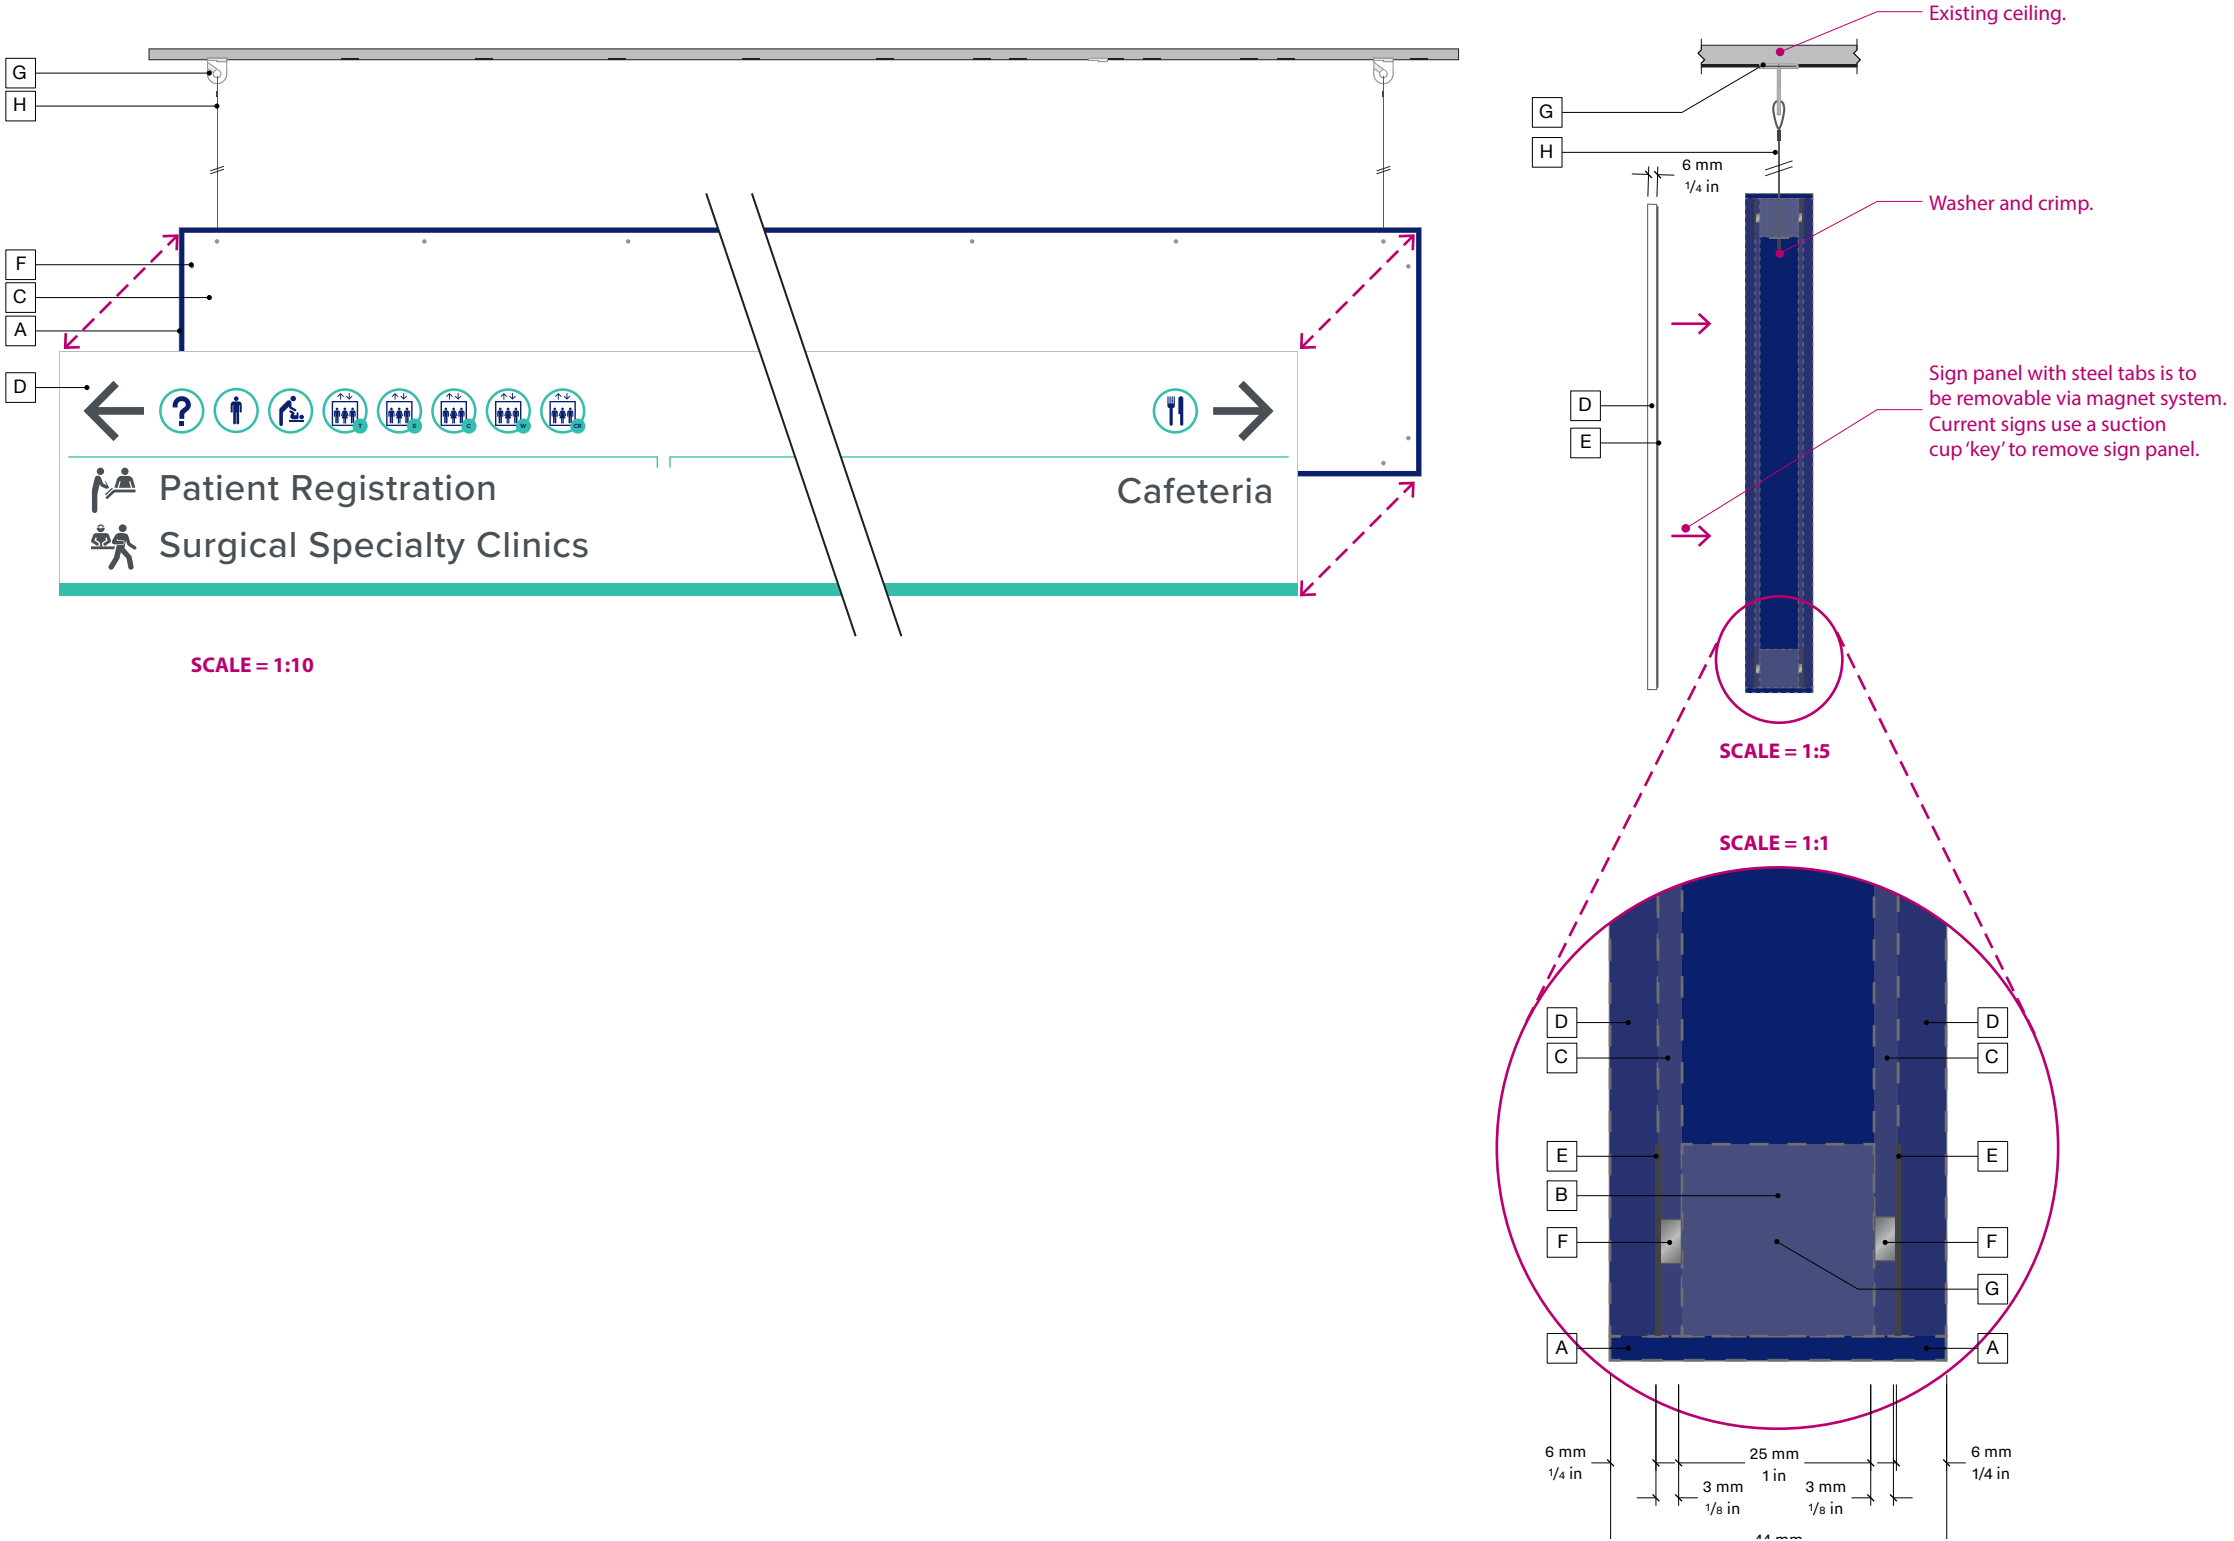 Existing ceiling.
G
H
G
H
6 mm
1/4 in
Washer and crimp.
F
C
A
D
?
T
E
C
W
CR
Patient Registration
Cafeteria
Surgical Specialty Clinics
D
E
Sign panel with steel tabs is to
be removable via magnet system.
Current signs use a suction
cup ‘key’ to remove sign panel.
SCALE = 1:10
SCALE = 1:5
SCALE = 1:1
D
D
C
C
E
E
B
F
F
G
A
A
6 mm
1/4 in
25 mm
1 in
6 mm
1/4 in
3 mm
1/8 in
3 mm
1/8 in